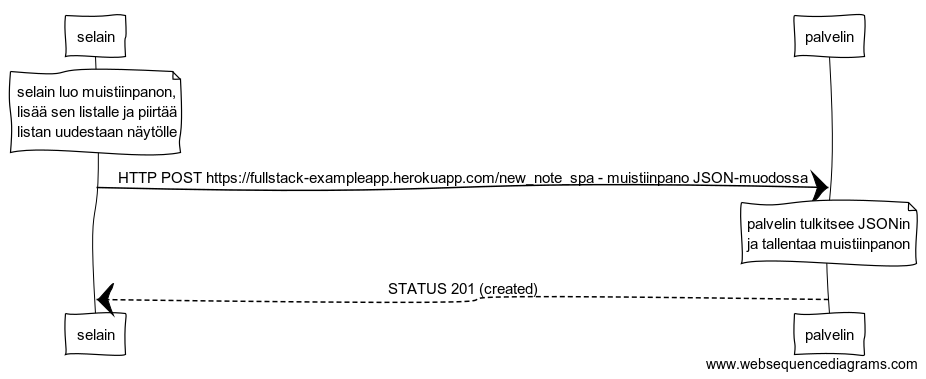 selain
palvelin
selain luo muistiinpanon,
lisää sen listalle ja piirtää
listan uudestaan näytölle
HTTP POST https://fullstack-exampleapp.herokuapp.com/new_note_spa - muistiinpano JSON-muodossa
palvelin tulkitsee JSONin
ja tallentaa muistiinpanon
STATUS 201 (created)
selain
palvelin
www.websequencediagrams.com